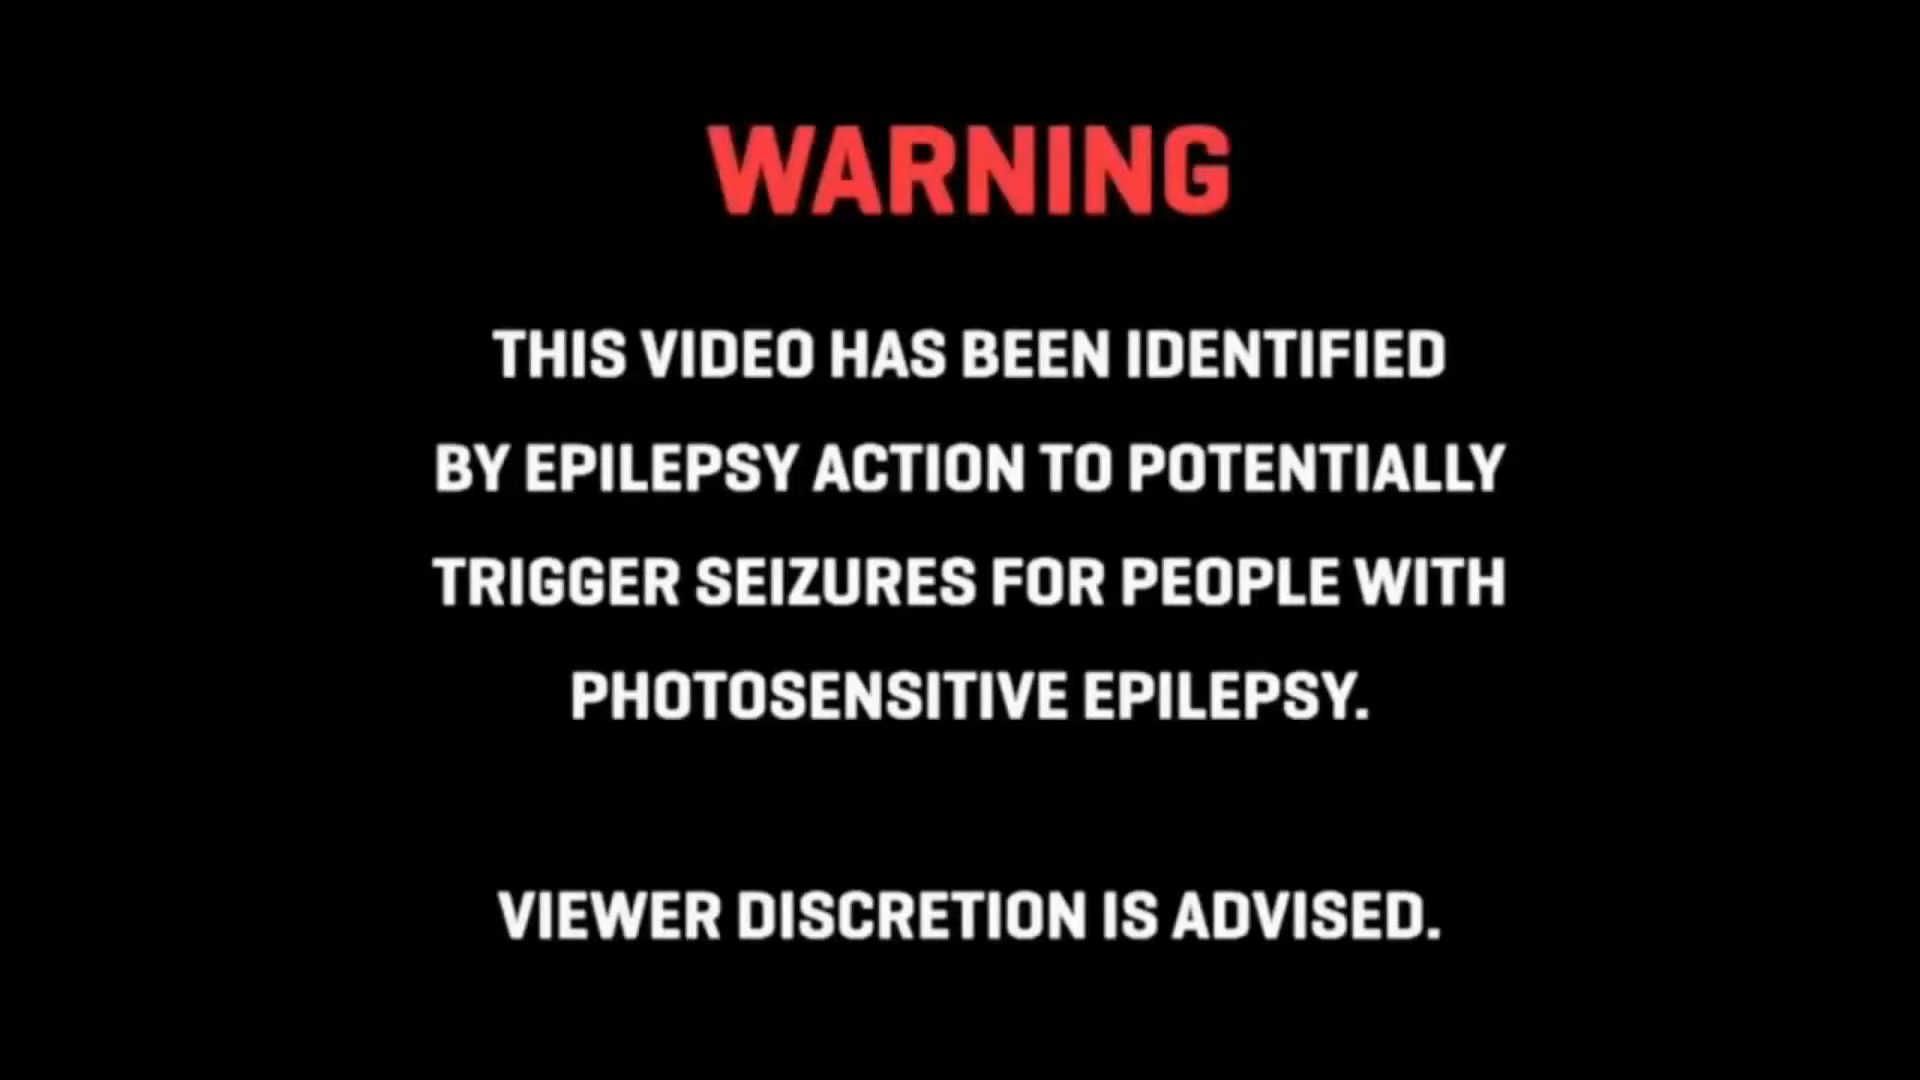 WARNING
THIS VIDEO HAS BEEN IDENTIFIED
BY EPILEPSY ACTION TO POTENTIALLY
TRIGGER SEIZURES FOR PEOPLE WITH
PHOTOSENSITIVE EPILEPSY.
VIEWER DISCRETION IS ADVISED.